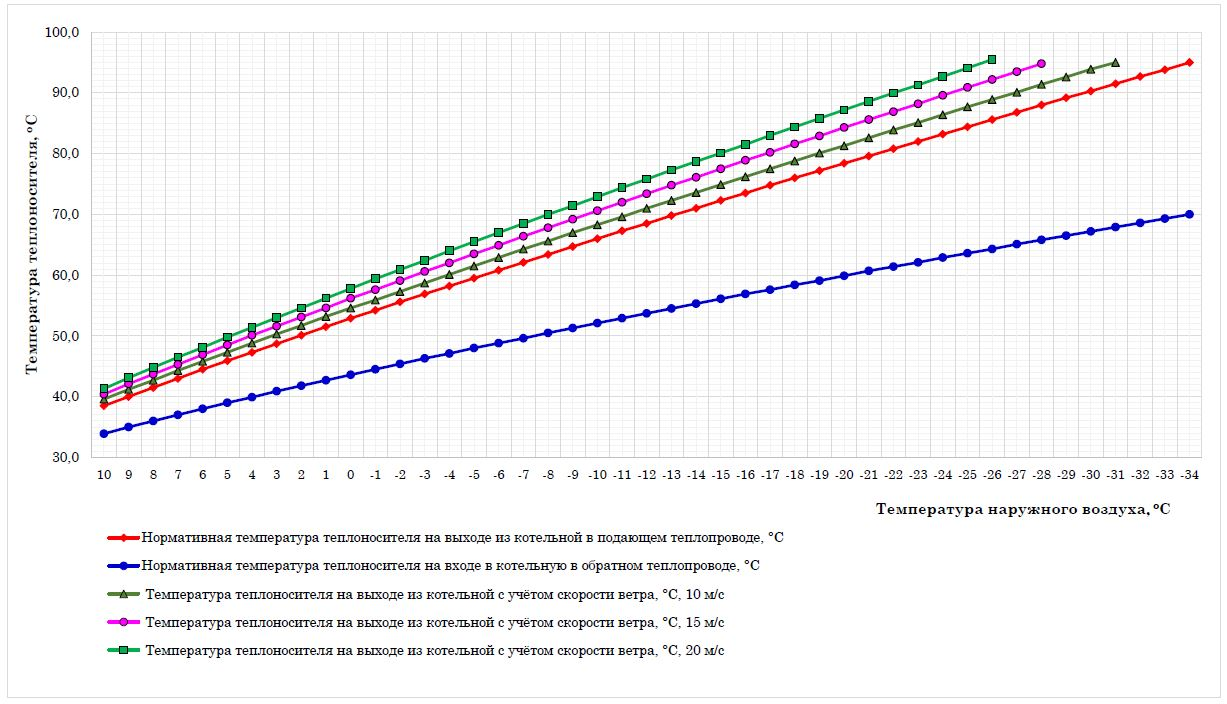 100,0
90,0
80,0
70,0
60,0
50,0
40,0
30,0
Температура теплоносителя, °С
10 9 8 7 6 5 4 3 2 1 0 -1 -2 -3 -4 -5 -6 -7 -8 -9 -10 -11 -12 -13 -14 -15 -16 -17 -18 -19 -20 -21 -22 -23 -24 -25 -26 -27 -28 -29 -30 -31 -32 -33 -34
Температура наружного воздуха, °С
Нормативная температура теплоносителя на выходе из котельной в подающем теплопроводе, °С
Нормативная температура теплоносителя на входе в котельную в обратном теплопроводе, °С
Температура теплоносителя на выходе из котельной с учётом скорости ветра, °С, 10 м/с
Температура теплоносителя на выходе из котельной с учётом скорости ветра, °С, 15 м/с
Температура теплоносителя на выходе из котельной с учётом скорости ветра, °С, 20 м/с